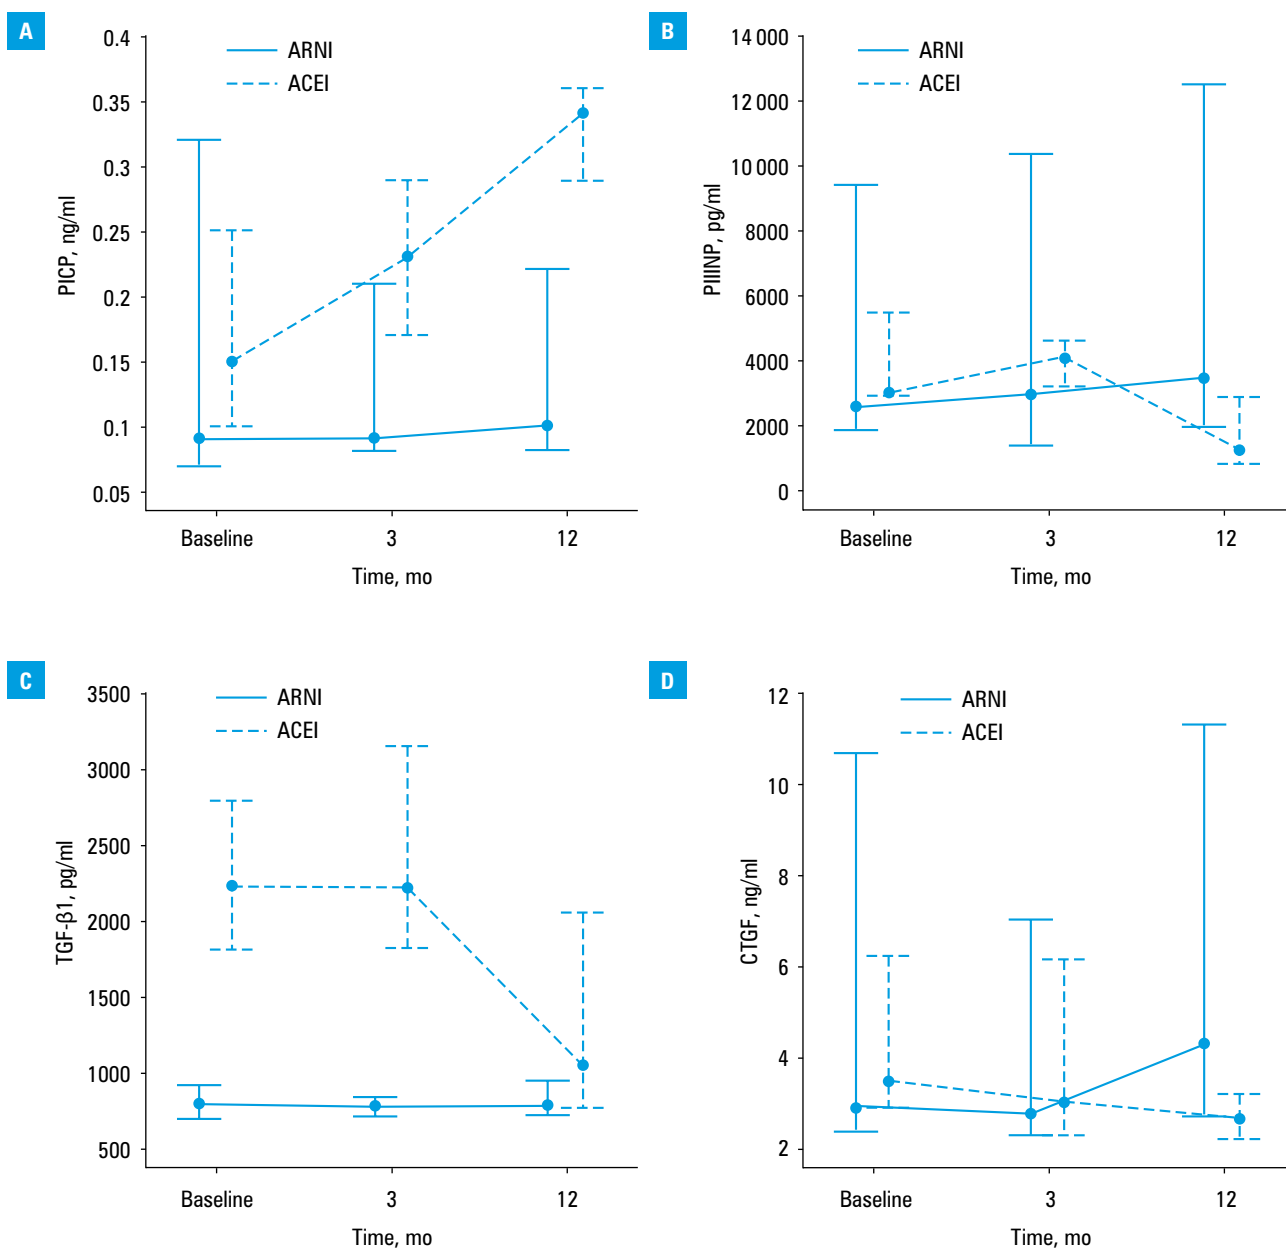 A
ARNI
ACEI
PICP, ng/ml
0.4
0.35
0.3
0.25
0.2
0.15
0.1
0.05
Baseline 3 12
Time, mo
B
ARNI
ACEI
PIIINP, pg/ml
14 000
12 000
10 000
8000
6000
4000
2000
0
Baseline 3 12
Time, mo
C
ARNI
ACEI
TGF-β1, pg/ml
3500
3000
2500
2000
1500
1000
500
Baseline 3 12
Time, mo
D
ARNI
ACEI
CTGF, ng/ml
12
10
8
6
4
2
Baseline 3 12
Time, mo